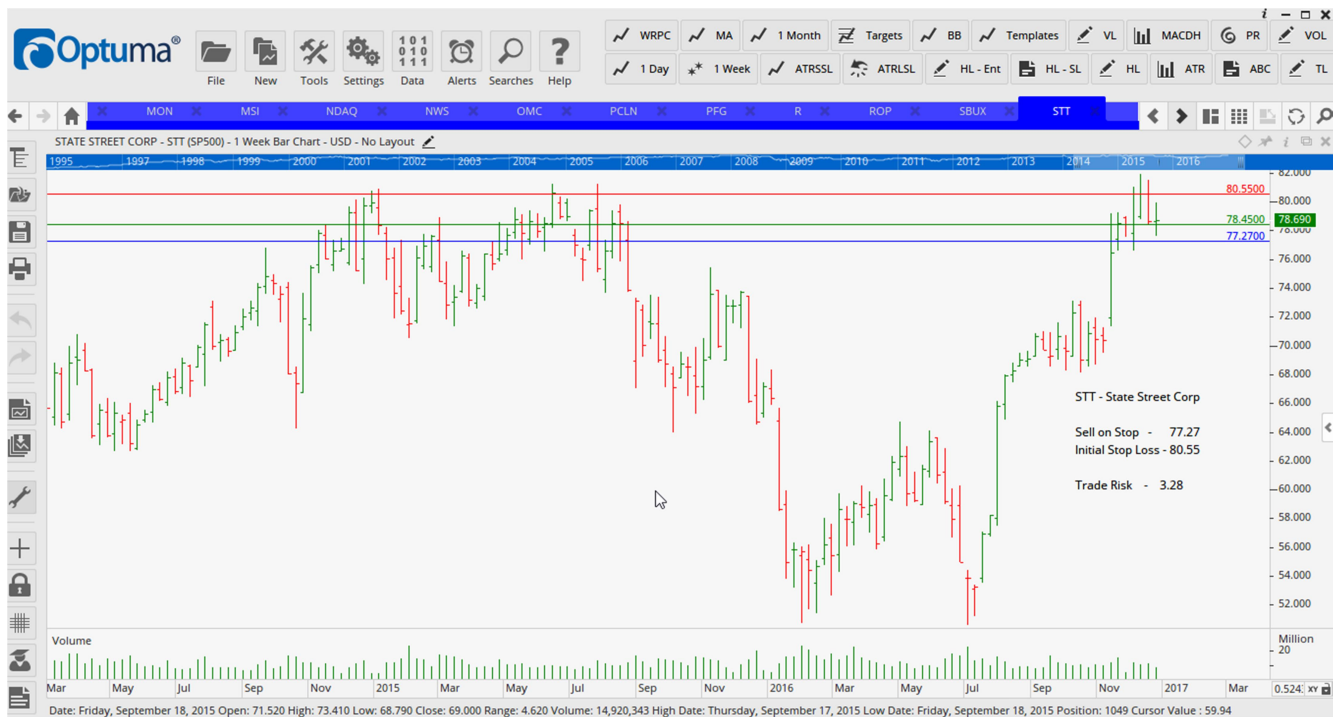 i
Optuma®
File
New
Tools
Settings
101
010
111
Data
Alerts
Searches
?
Help
WRPC
MA
1 Month
Targets
BB
Templates
VL
MACDH
PR
VOL
1 Day
1 Week
ATRSSL
ATRLSL
HL - Ent
HL - SL
HL
ATR
ABC
TL
MON
MSI
NDAQ
NWS
OMC
PCLN
PFG
R
ROP
SBUX
STT
STATE STREET CORP - STT (SP500) - 1 Week Bar Chart - USD - No Layout
1995 1997 1998 1999 2000 2001 2002 2003 2004 2005 2006 2007 2008 2009 2010 2011 2012 2013 2014 2015 2016
82.000
80.5500
80.000
78.4500
78.690
78.000
77.2700
76.000
74.000
72.000
70.000
68.000
66.000
64.000
62.000
60.000
58.000
56.000
54.000
52.000
STT - State Street Corp
Sell on Stop - 77.27
Initial Stop Loss - 80.55
Trade Risk - 3.28
Volume
Million
20
Mar May Jul Sep Nov 2015 Mar May Jul Sep Nov 2016 Mar May Jul Sep Nov 2017 Mar
0.524 XY
Date: Friday, September 18, 2015 Open: 71.520 High: 73.410 Low: 68.790 Close: 69.000 Range: 4.620 Volume: 14,920,343 High Date: Thursday, September 17, 2015 Low Date: Friday, September 18, 2015 Position: 1049 Cursor Value : 59.94